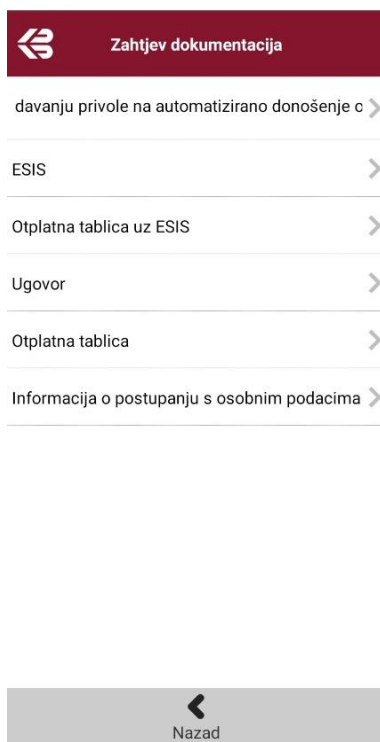 Zahtjev dokumentacija
davanju privole na automatizirano donošenje o
ESIS
Otplatna tablica uz ESIS
Ugovor
Otplatna tablica
Informacija o postupanju s osobnim podacima
Nazad